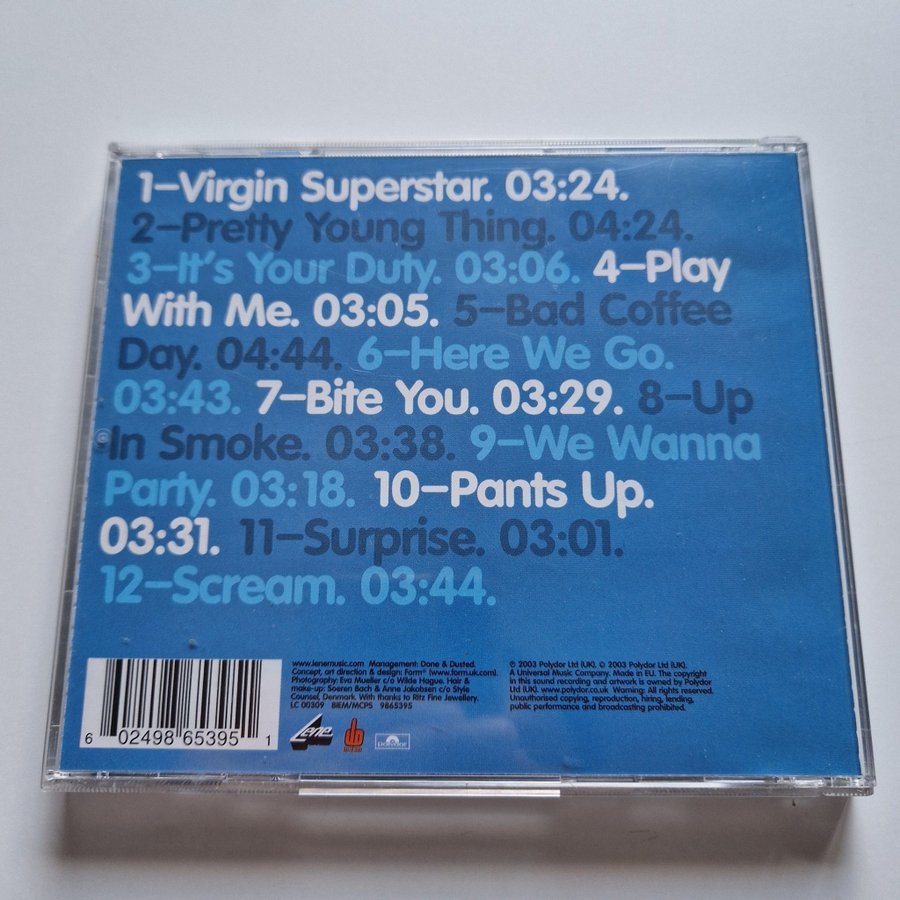 1–Virgin Superstar. 03:24.
2–Pretty Young Thing. 04:24.
3–It's Your Duty. 03:06. 4–Play
With Me. 03:05. 5–Bad Coffee
Day. 04:44. 6–Here We Go.
03:43. 7–Bite You. 03:29. 8–Up
In Smoke. 03:38. 9–We Wanna
Party. 03:18. 10–Pants Up.
03:31. 11–Surprise. 03:01.
12–Scream. 03:44.
www.lenemusic.com Management: Done & Dusted.
Concept, art direction & design: Form® (www.form.uk.com).
Photography: Eva Mueller c/o Wilde Hague. Hair &
make-up: Soeren Bach & Anne Jakobsen c/o Style
Counsel, Denmark. With thanks to Ritz Fine Jewellery.
LC 00309 BIEM/MCPS 9865395
℗ 2003 Polydor Ltd (UK). © 2003 Polydor Ltd (UK).
A Universal Music Company. Made in EU. The copyright
in this sound recording and artwork is owned by Polydor
Ltd (UK). www.polydor.co.uk Warning: All rights reserved.
Unauthorised copying, reproduction, hiring, lending,
public performance and broadcasting prohibited.
6 02498 65395 1
Lene
Polydor